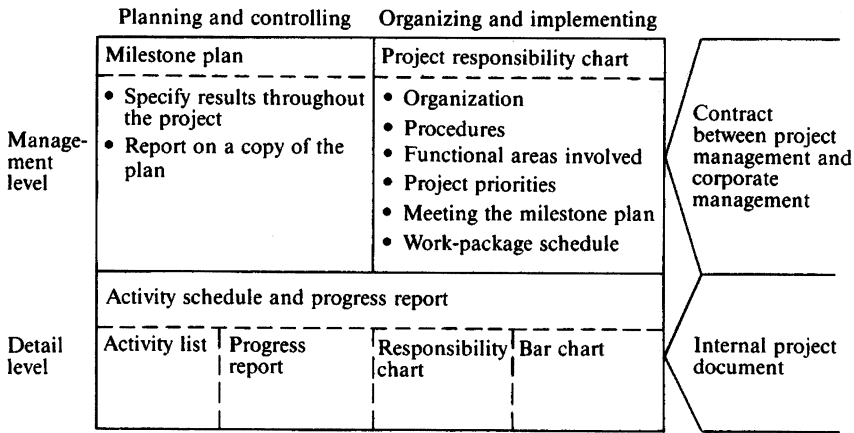 Planning and controlling
Organizing and implementing
Manage-
ment
level
Milestone plan
• Specify results throughout
the project
• Report on a copy of the
plan
Project responsibility chart
• Organization
• Procedures
• Functional areas involved
• Project priorities
• Meeting the milestone plan
• Work-package schedule
Contract
between project
management and
corporate
management
Detail
level
Activity schedule and progress report
Activity list
Progress
report
Responsibility
chart
Bar chart
Internal project
document